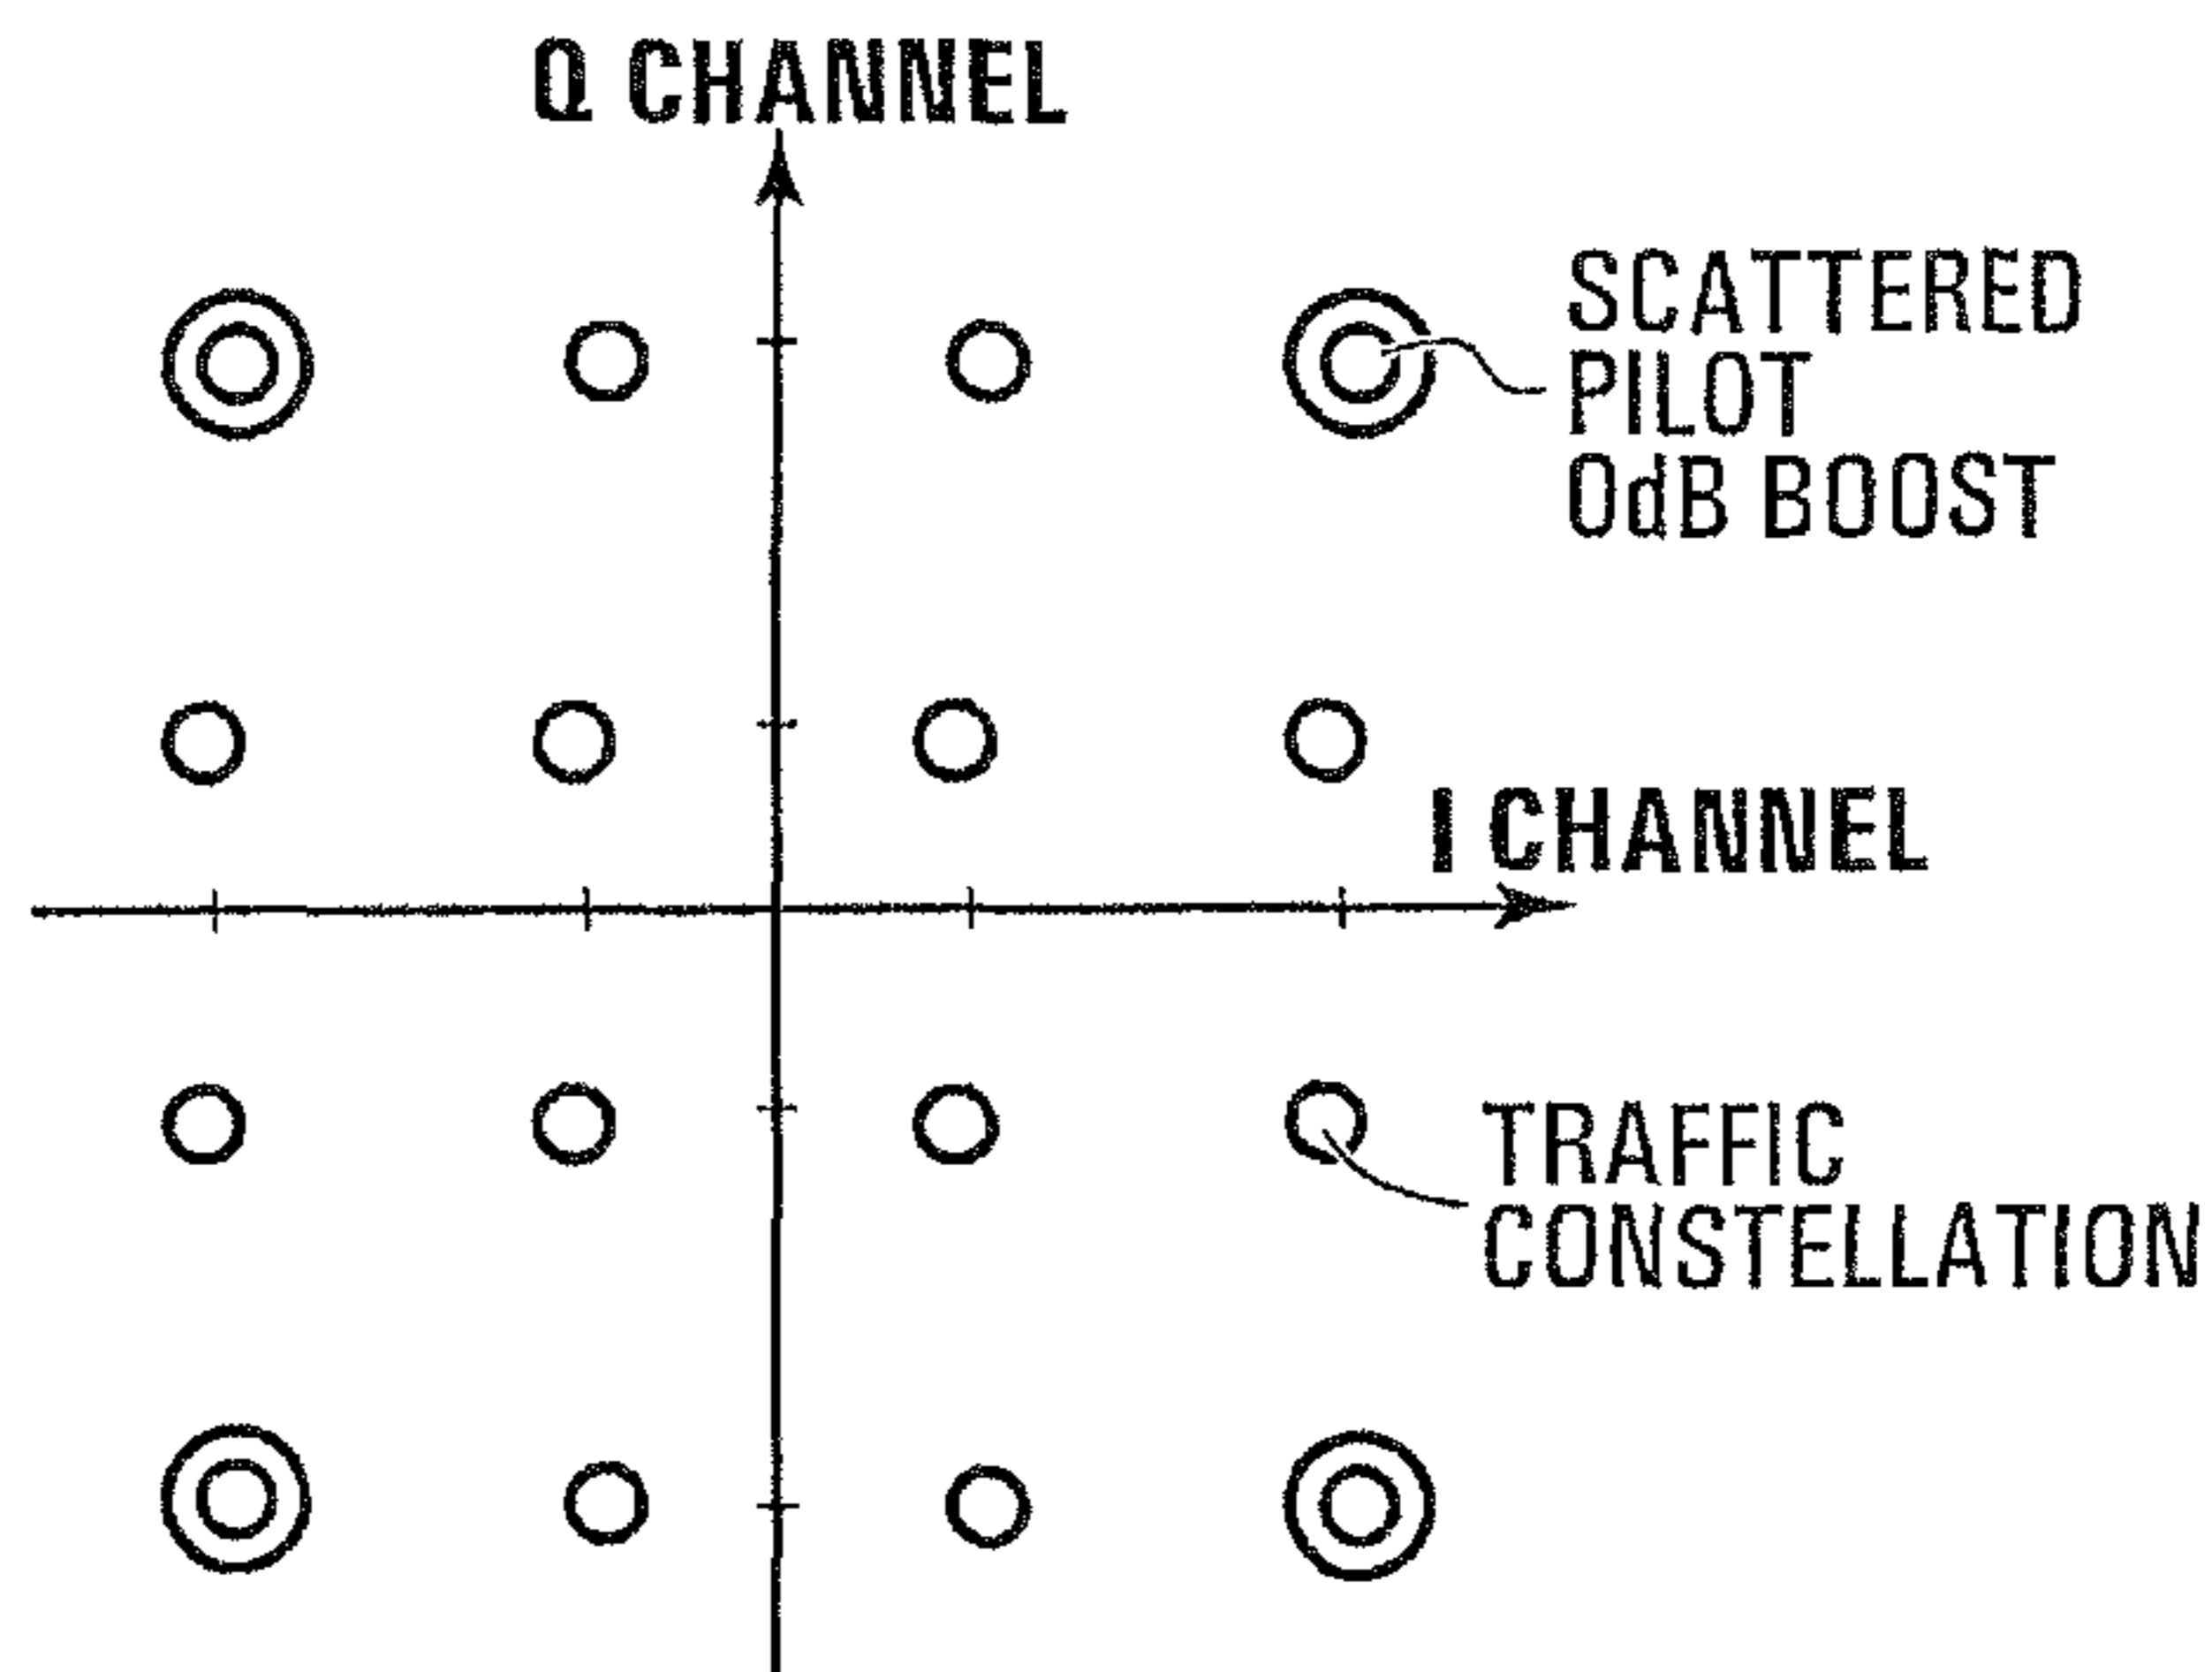 Q CHANNEL
SCATTERED
PILOT
0dB BOOST
I CHANNEL
TRAFFIC
CONSTELLATION